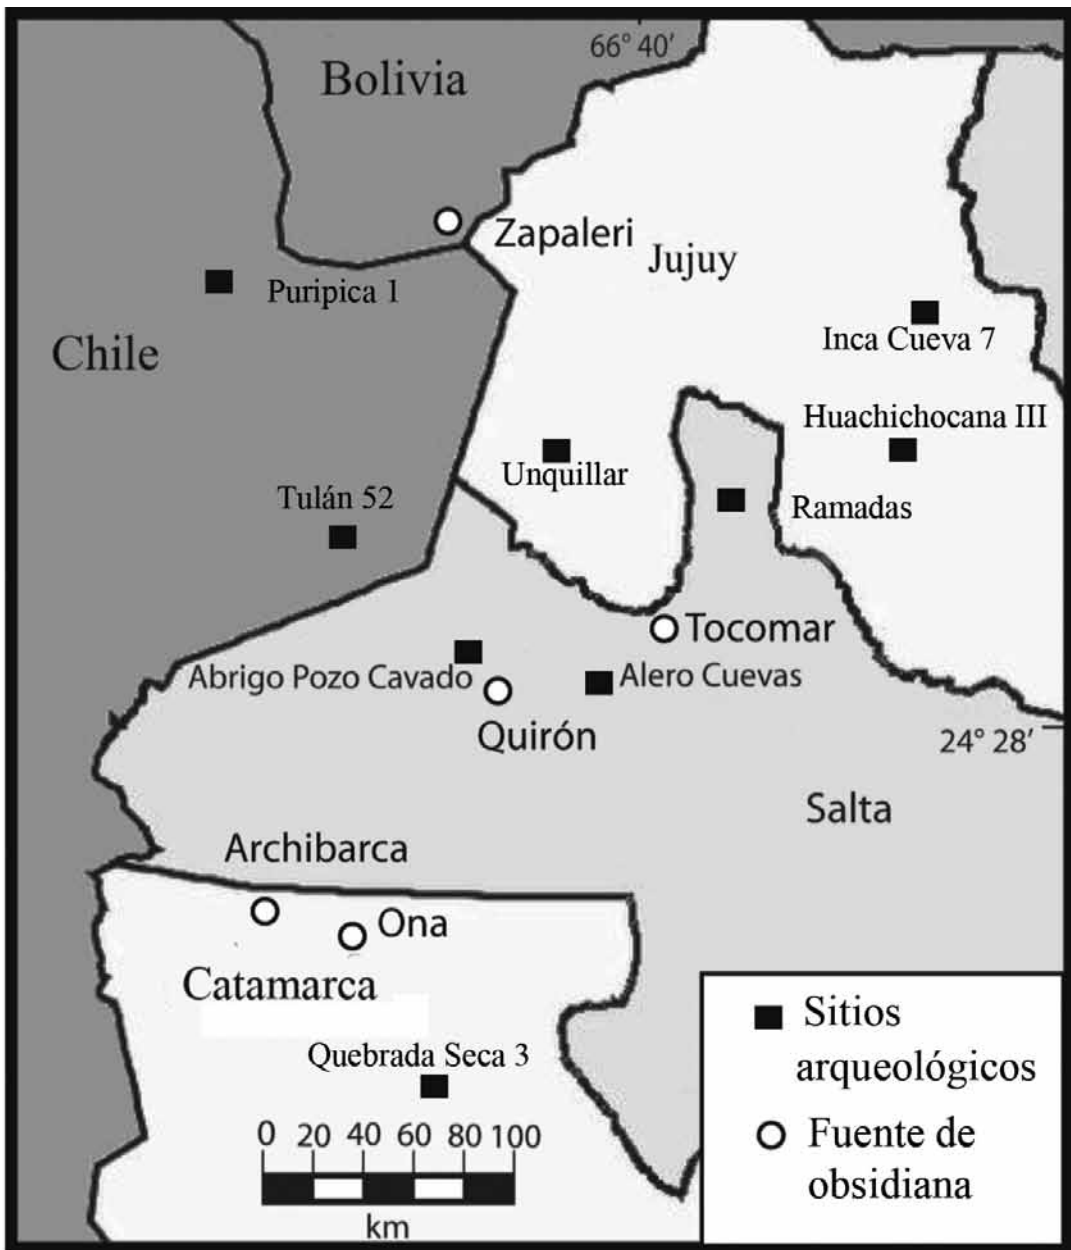 66° 40′
Bolivia
Zapaleri
Jujuy
Puripica 1
Inca Cueva 7
Chile
Huachichocana III
Unquillar
Tulán 52
Ramadas
Tocomar
Abrigo Pozo Cavado
Alero Cuevas
Quirón
24° 28′
Salta
Archibarca
Ona
Catamarca
Quebrada Seca 3
0 20 40 60 80 100
km
Sitios
arqueológicos
Fuente de
obsidiana